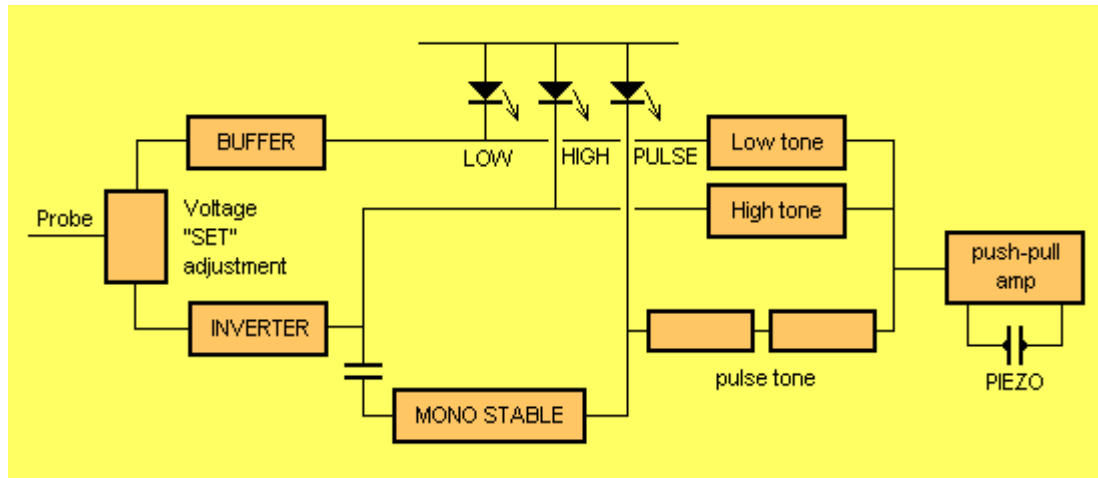 BUFFER
LOW
HIGH
PULSE
Low tone
Probe
Voltage
"SET"
adjustment
High tone
push-pull
amp
INVERTER
pulse tone
PIEZO
MONO STABLE